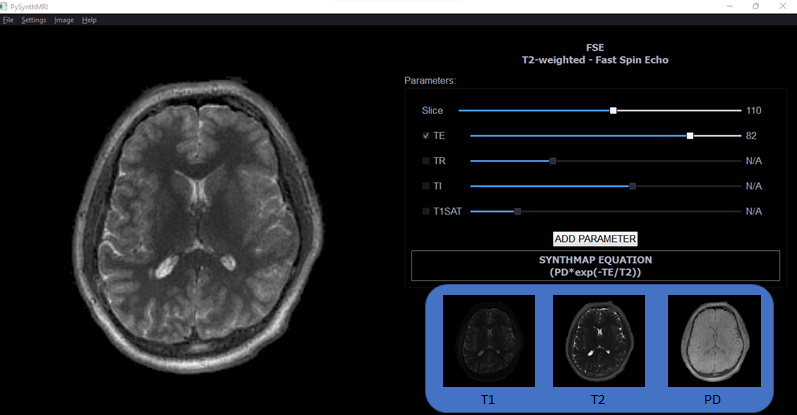 PySynthMRI
File Settings Image Help
FSE
T2-weighted - Fast Spin Echo
Parameters:
Slice 110
TE 82
TR N/A
TI N/A
T1SAT N/A
ADD PARAMETER
SYNTHMAP EQUATION
(PD*exp(-TE/T2))
T1 T2 PD